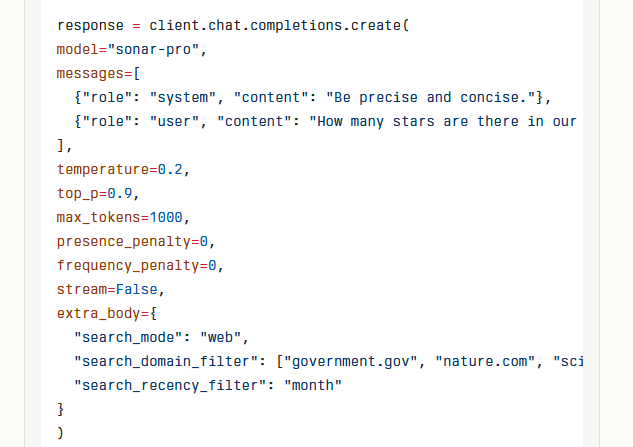 response = client.chat.completions.create(
model="sonar-pro",
messages=[
  {"role": "system", "content": "Be precise and concise."},
  {"role": "user", "content": "How many stars are there in our
],
temperature=0.2,
top_p=0.9,
max_tokens=1000,
presence_penalty=0,
frequency_penalty=0,
stream=False,
extra_body={
  "search_mode": "web",
  "search_domain_filter": ["government.gov", "nature.com", "sci
  "search_recency_filter": "month"
}
)